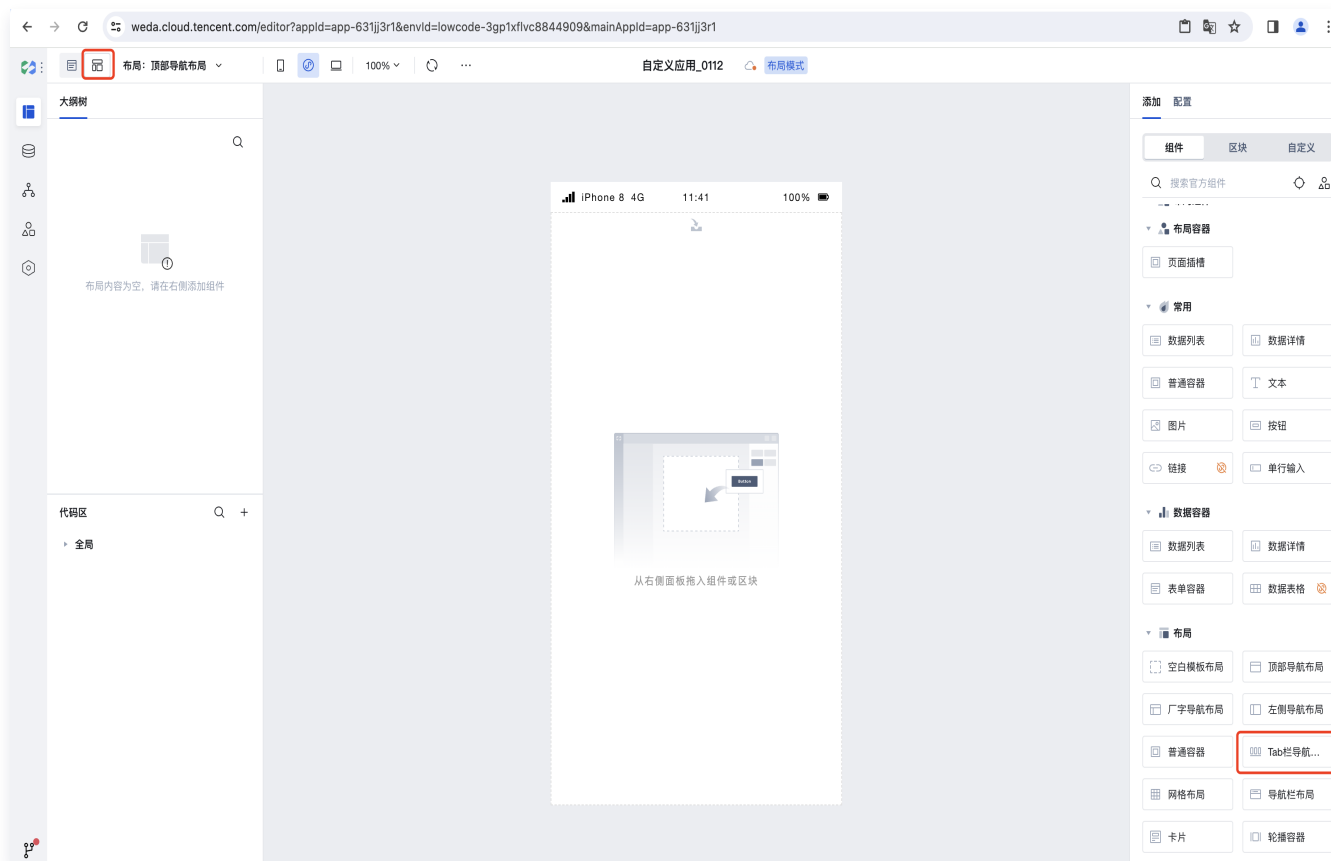 weda.cloud.tencent.com/editor?appId=app-631jj3r1&envId=lowcode-3gp1xflvc8844909&mainAppId=app-631jj3r1
布局：顶部导航布局
100%
自定义应用_0112
布局模式
大纲树
布局内容为空，请在右侧添加组件
代码区
全局
iPhone 8 4G
11:41
100%
Button
从右侧面板拖入组件或区块
添加 配置
组件 区块 自定义
搜索官方组件
布局容器
页面插槽
常用
数据列表 数据详情
普通容器 文本
图片 按钮
链接 单行输入
数据容器
数据列表 数据详情
表单容器 数据表格
布局
空白模板布局 顶部导航布局
厂字导航布局 左侧导航布局
普通容器 Tab栏导航...
网格布局 导航栏布局
卡片 轮播容器